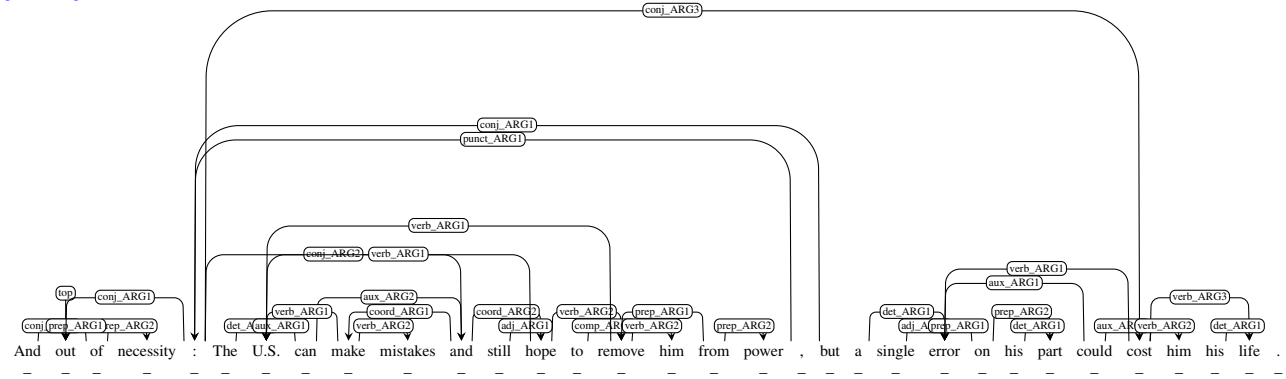 conj_ARG3
conj_ARG1
punct_ARG1
verb_ARG1
conj_ARG2 verb_ARG1
verb_ARG1
aux_ARG1
top conj_ARG1 aux_ARG2 verb_ARG3
verb_ARG1 coord_ARG1 coord_ARG2 verb_ARG2 prep_ARG1 det_ARG1 prep_ARG2
prep_ARG1 aux_ARG1 verb_ARG2 adj_ARG1 verb_ARG2 prep_ARG2 prep_ARG1 det_ARG1 verb_ARG2 det_ARG1
And out of necessity : The U.S. can make mistakes and still hope to remove him from power , but a single error on his part could cost him his life .
_ _ _ _ _ _ _ _ _ _ _ _ _ _ _ _ _ _ _ _ _ _ _ _ _ _ _ _ _ _ _